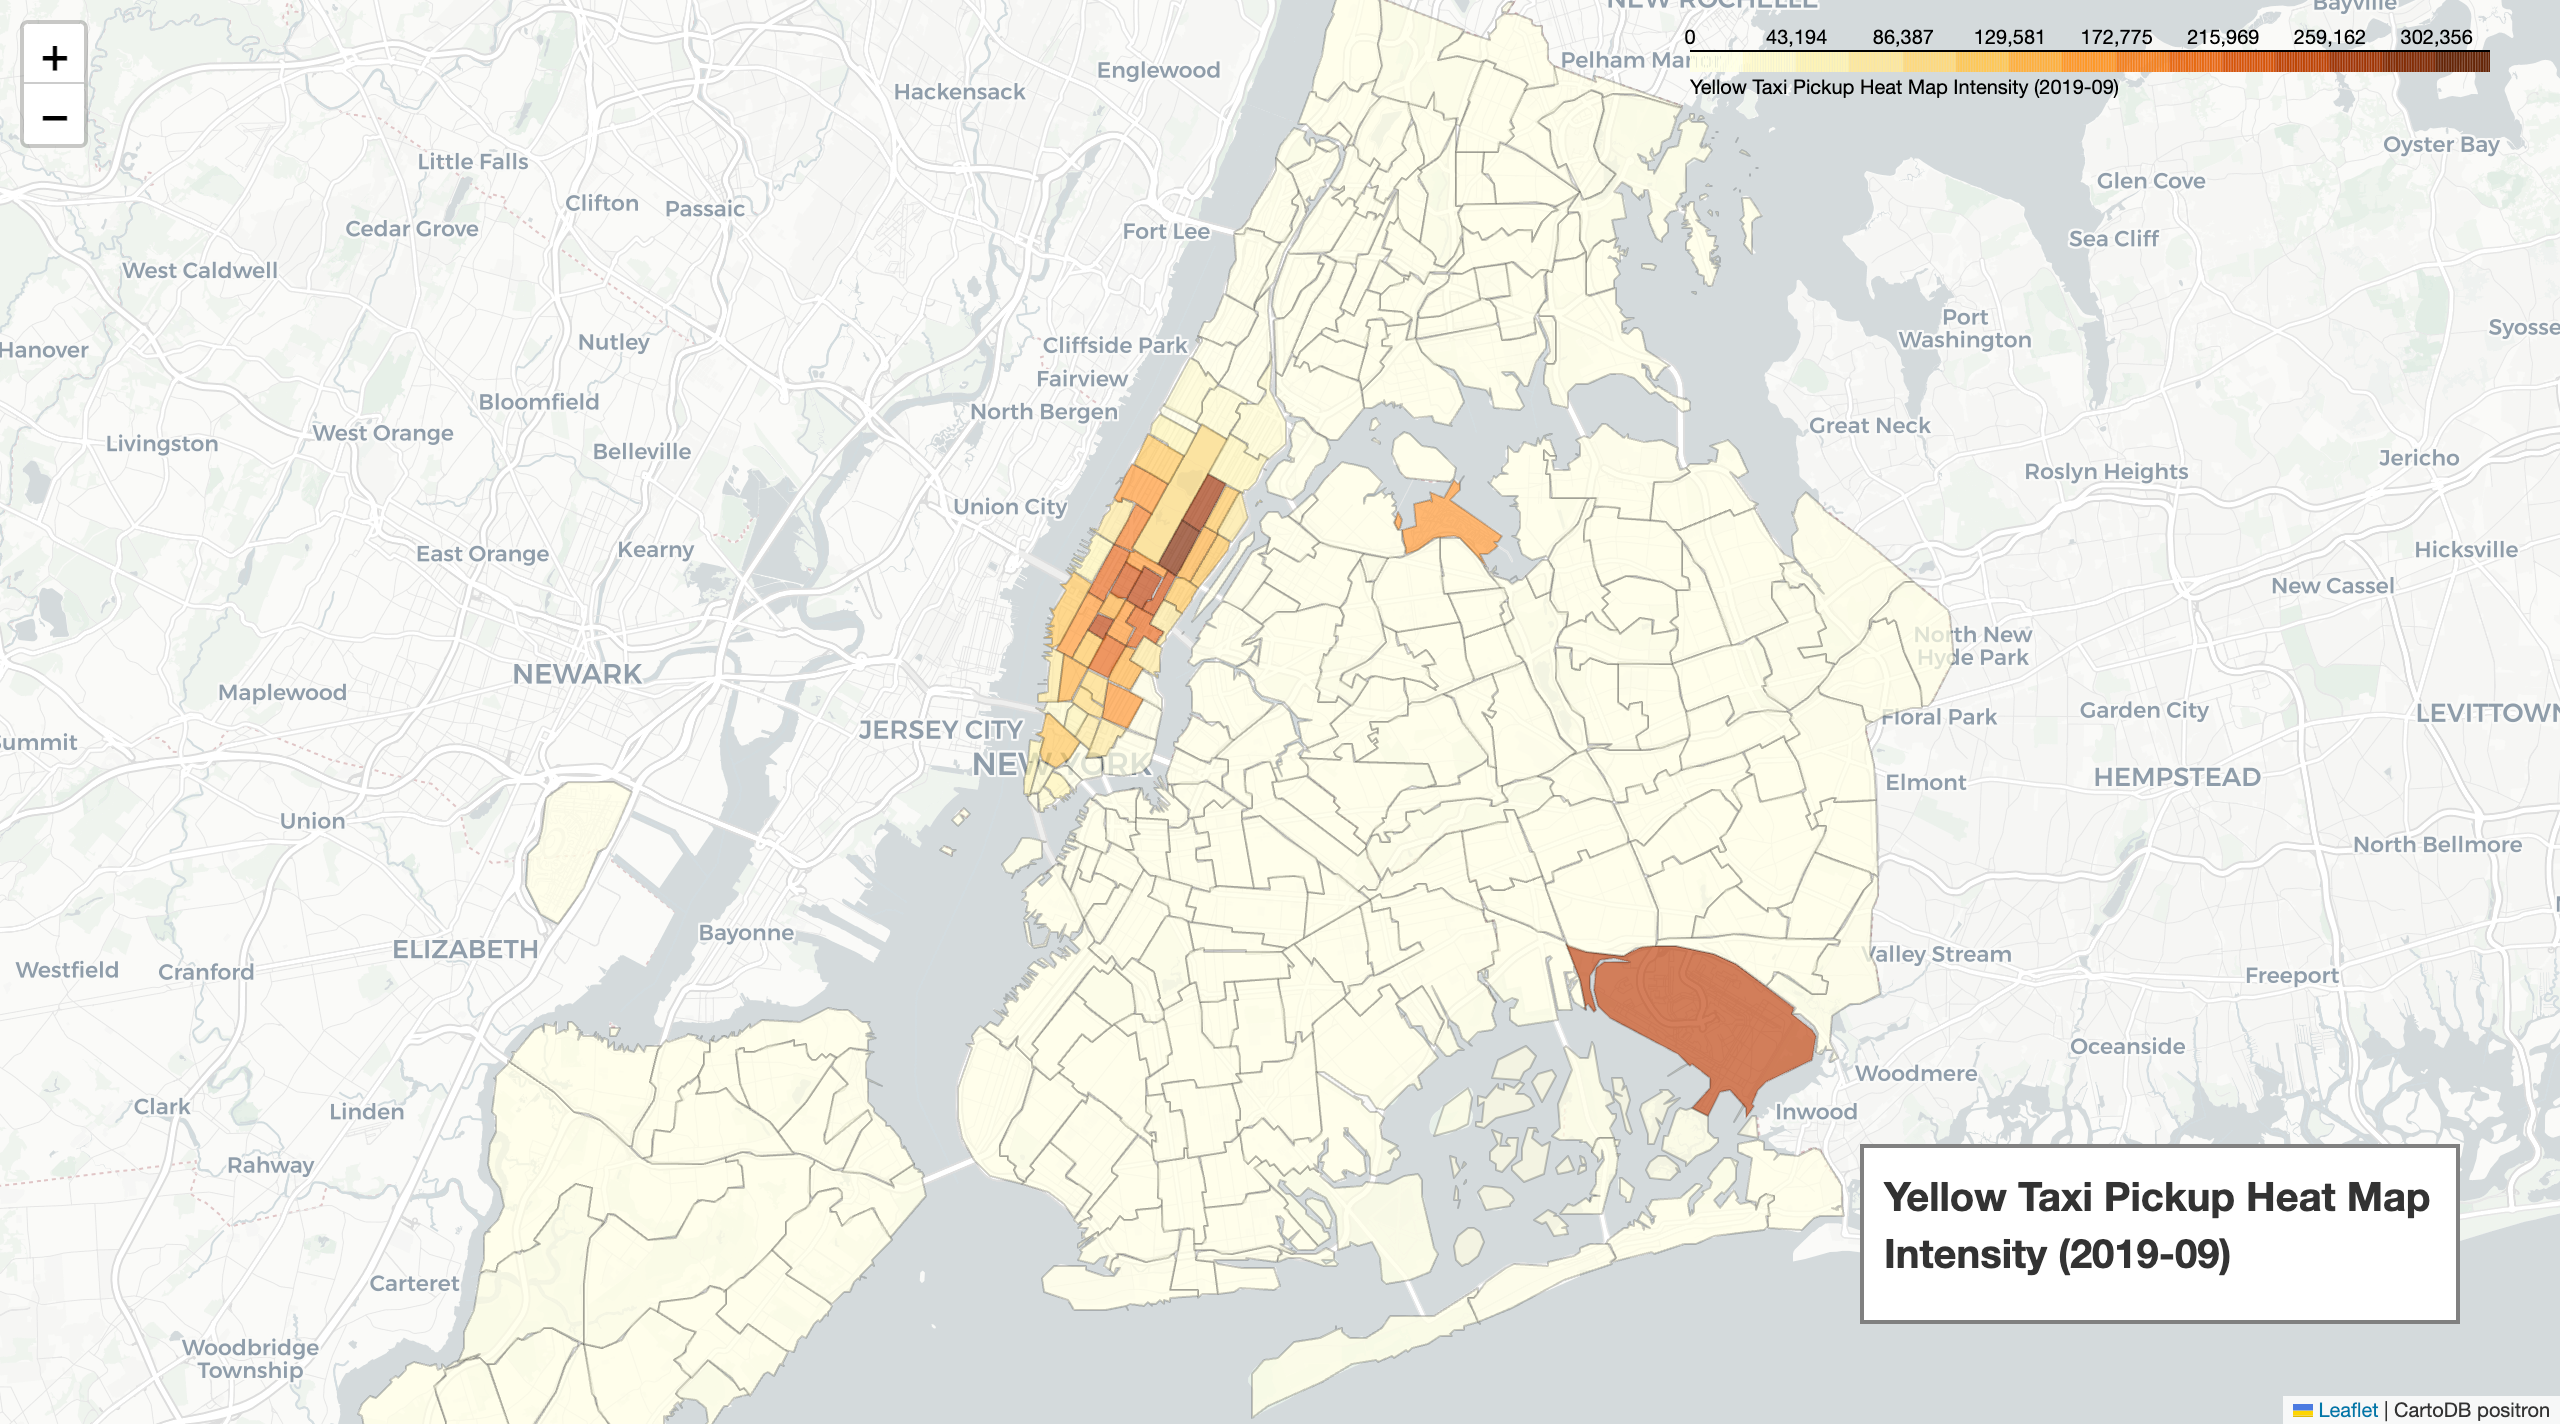 +
−
NEW ROCHELLE
Bayville
0 43,194 86,387 129,581 172,775 215,969 259,162 302,356
Pelham Manor
Yellow Taxi Pickup Heat Map Intensity (2019-09)
Englewood
Hackensack
Oyster Bay
Little Falls
Glen Cove
Clifton
Passaic
Cedar Grove
Fort Lee
Sea Cliff
West Caldwell
Port
Washington
Syosse
Hanover
Nutley
Cliffside Park
Fairview
North Bergen
Bloomfield
Great Neck
West Orange
Livingston
Belleville
Jericho
Roslyn Heights
Union City
East Orange
Kearny
Hicksville
New Cassel
North New
Hyde Park
NEWARK
Maplewood
Garden City
Floral Park
LEVITTOWN
JERSEY CITY
Summit
NEW YORK
HEMPSTEAD
Elmont
Union
North Bellmore
Bayonne
ELIZABETH
Valley Stream
Westfield
Cranford
Freeport
Oceanside
Woodmere
Clark
Linden
Inwood
Rahway
Yellow Taxi Pickup Heat Map
Intensity (2019-09)
Carteret
Woodbridge
Township
Leaflet | CartoDB positron